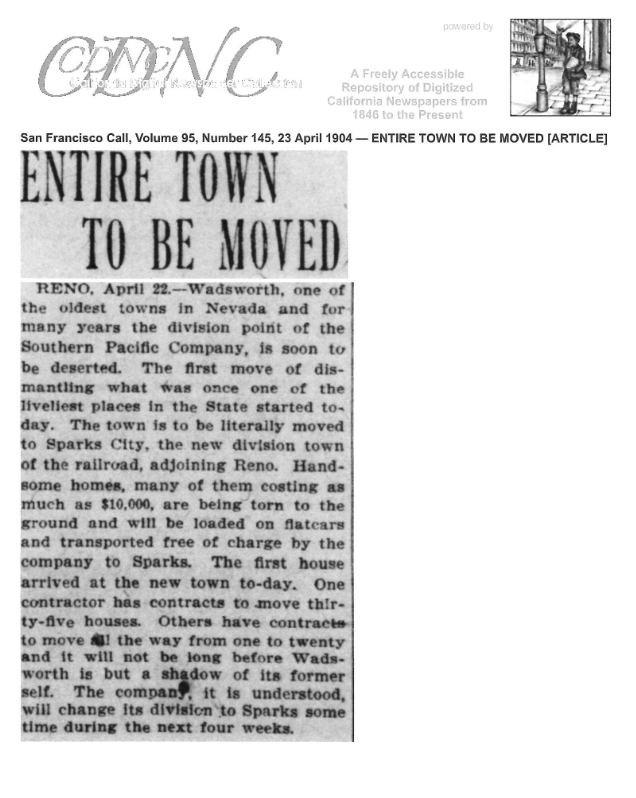 CDNC
California Digital Newspaper Collection
powered by
A Freely Accessible
Repository of Digitized
California Newspapers from
1846 to the Present
San Francisco Call, Volume 95, Number 145, 23 April 1904 — ENTIRE TOWN TO BE MOVED [ARTICLE]
ENTIRE TOWN
TO BE MOVED
RENO, April 22.—Wadsworth, one of
the oldest towns in Nevada and for
many years the division point of the
Southern Pacific Company, is soon to
be deserted. The first move of dis-
mantling what was once one of the
liveliest places in the State started to-
day. The town is to be literally moved
to Sparks City, the new division town
of the railroad, adjoining Reno. Hand-
some homes, many of them costing as
much as $10,000, are being torn to the
ground and will be loaded on flatcars
and transported free of charge by the
company to Sparks. The first house
arrived at the new town to-day. One
contractor has contracts to move thir-
ty-five houses. Others have contracts
to move all the way from one to twenty
and it will not be long before Wads-
worth is but a shadow of its former
self. The company, it is understood,
will change its division to Sparks some
time during the next four weeks.